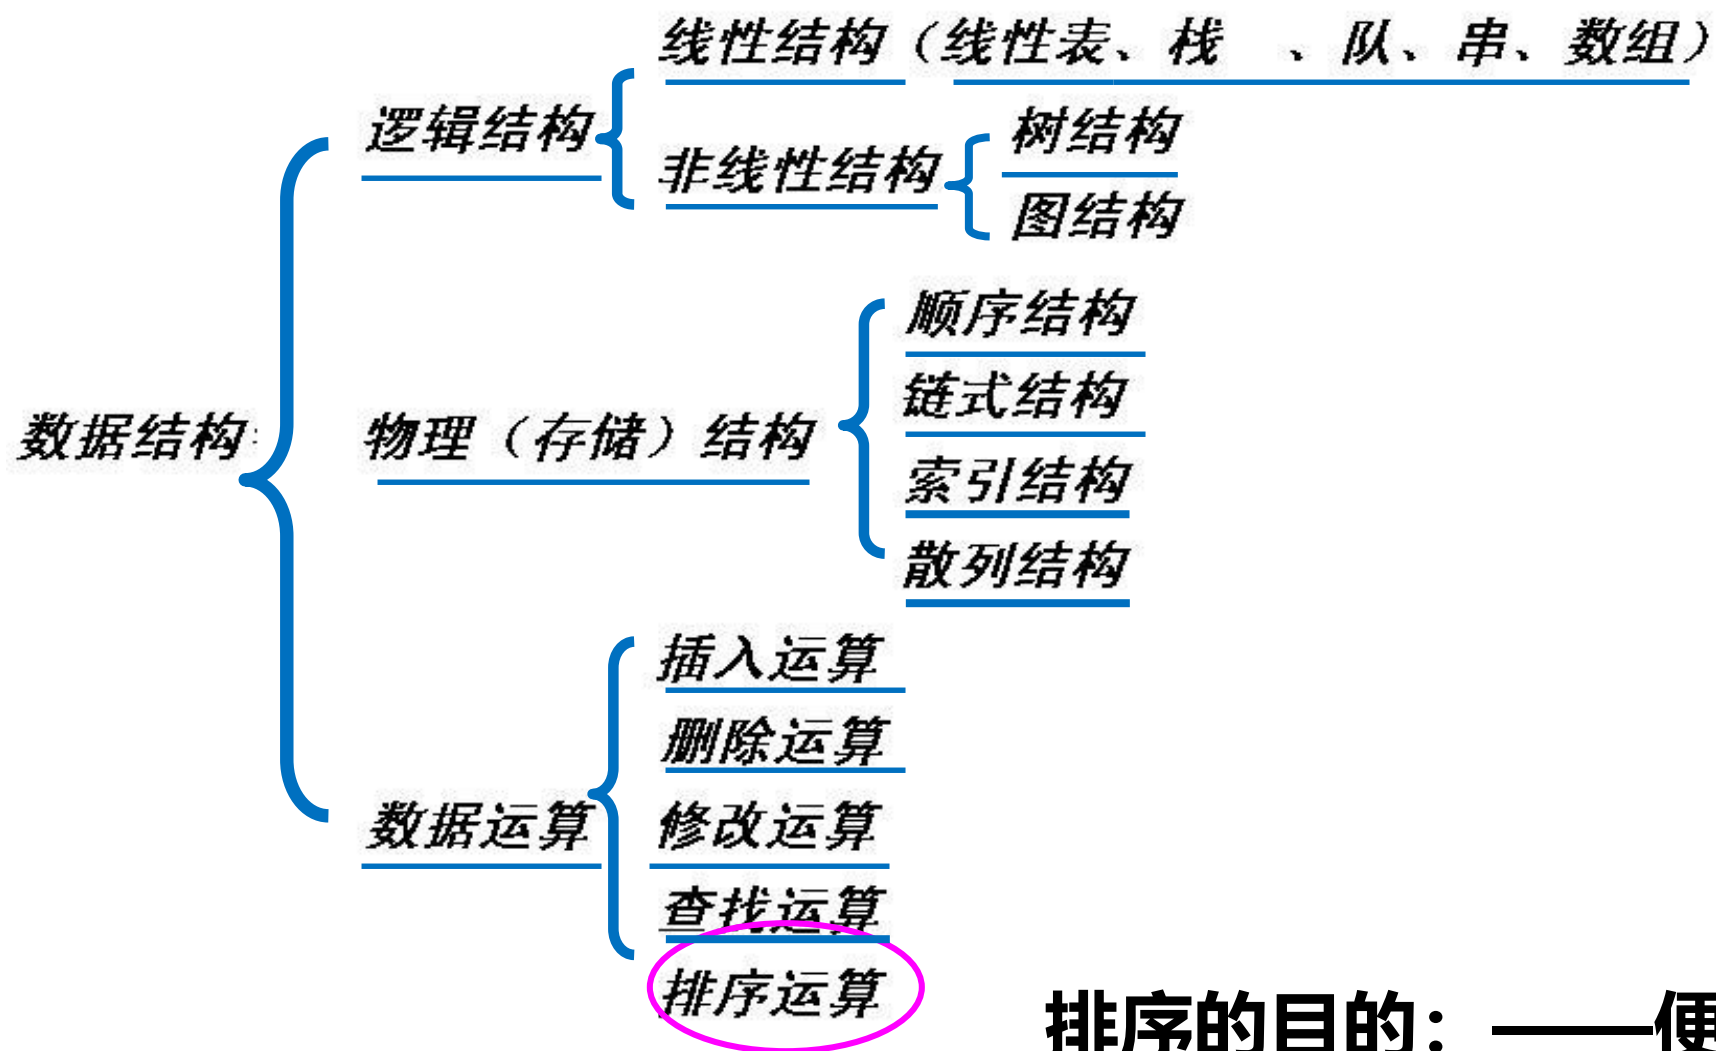 线性结构（线性表、栈 、队、串、数组）
逻辑结构
非线性结构
树结构
图结构
顺序结构
链式结构
数据结构:
物理（存储）结构
索引结构
散列结构
插入运算
删除运算
数据运算
修改运算
查找运算
排序运算
排序的目的：——便